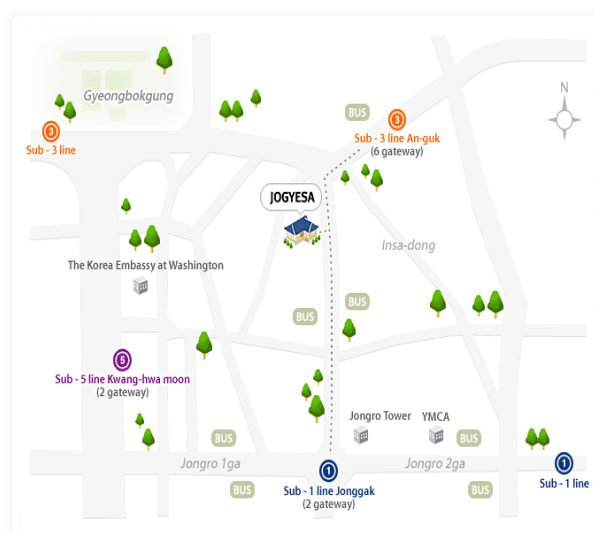 Gyeongbokgung
3
Sub - 3 line
BUS
3
Sub - 3 line An-guk
(6 gateway)
N
JOGYESA
Insa-dong
The Korea Embassy at Washington
BUS
BUS
5
Sub - 5 line Kwang-hwa moon
(2 gateway)
Jongro Tower
YMCA
BUS
BUS
Jongro 1ga
1
Jongro 2ga
1
Sub - 1 line
BUS
Sub - 1 line Jonggak
(2 gateway)
BUS